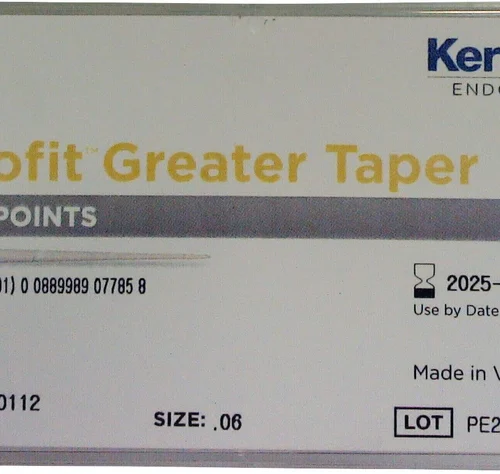 Ker
ENDO
ofit™ Greater Taper
POINTS
01) 0 0889989 07785 8
2025-
Use by Date
Made in V
0112
SIZE: .06
LOT PE2